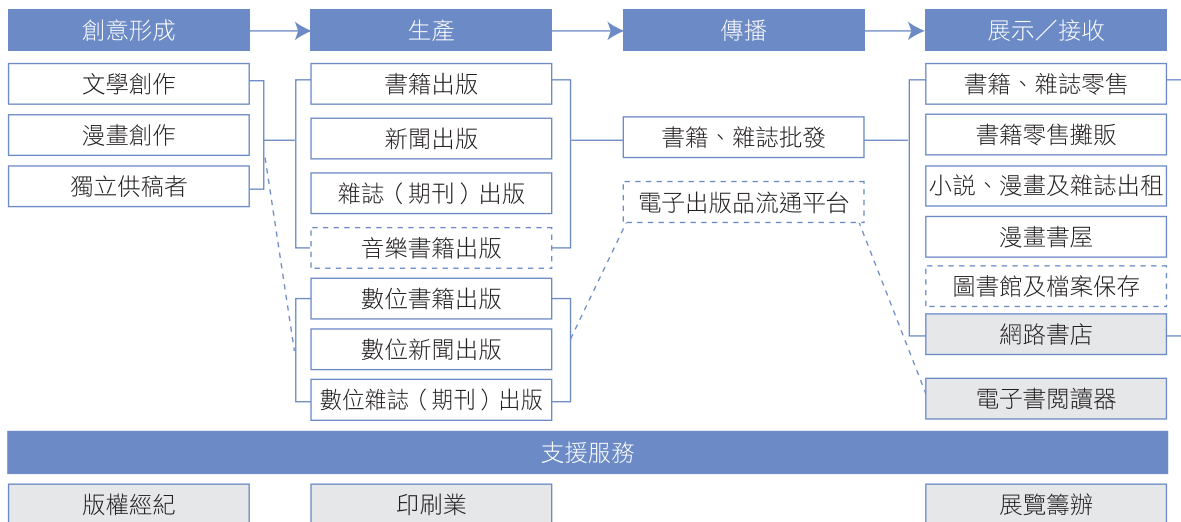 創意形成
生產
傳播
展示／接收
文學創作
漫畫創作
獨立供稿者
書籍出版
新聞出版
雜誌（期刊）出版
音樂書籍出版
數位書籍出版
數位新聞出版
數位雜誌（期刊）出版
書籍、雜誌批發
電子出版品流通平台
書籍、雜誌零售
書籍零售攤販
小説、漫畫及雜誌出租
漫畫書屋
圖書館及檔案保存
網路書店
電子書閱讀器
支援服務
版權經紀
印刷業
展覽籌辦